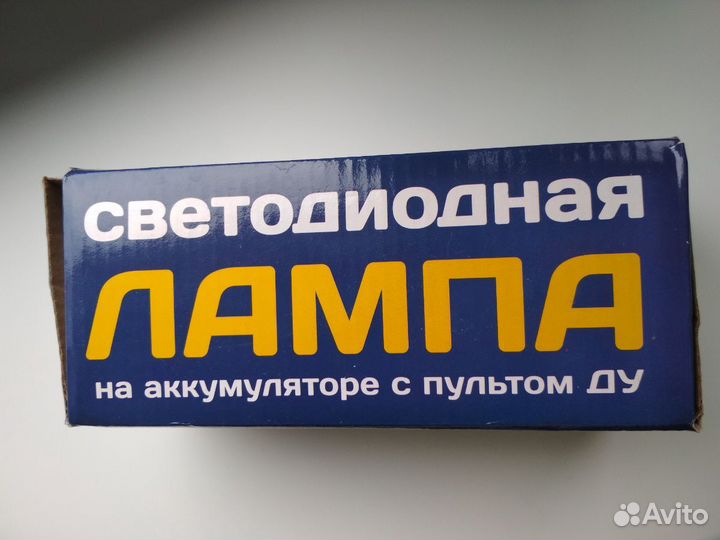 светодиодная
ЛАМПА
на аккумуляторе с пультом ДУ
Avito